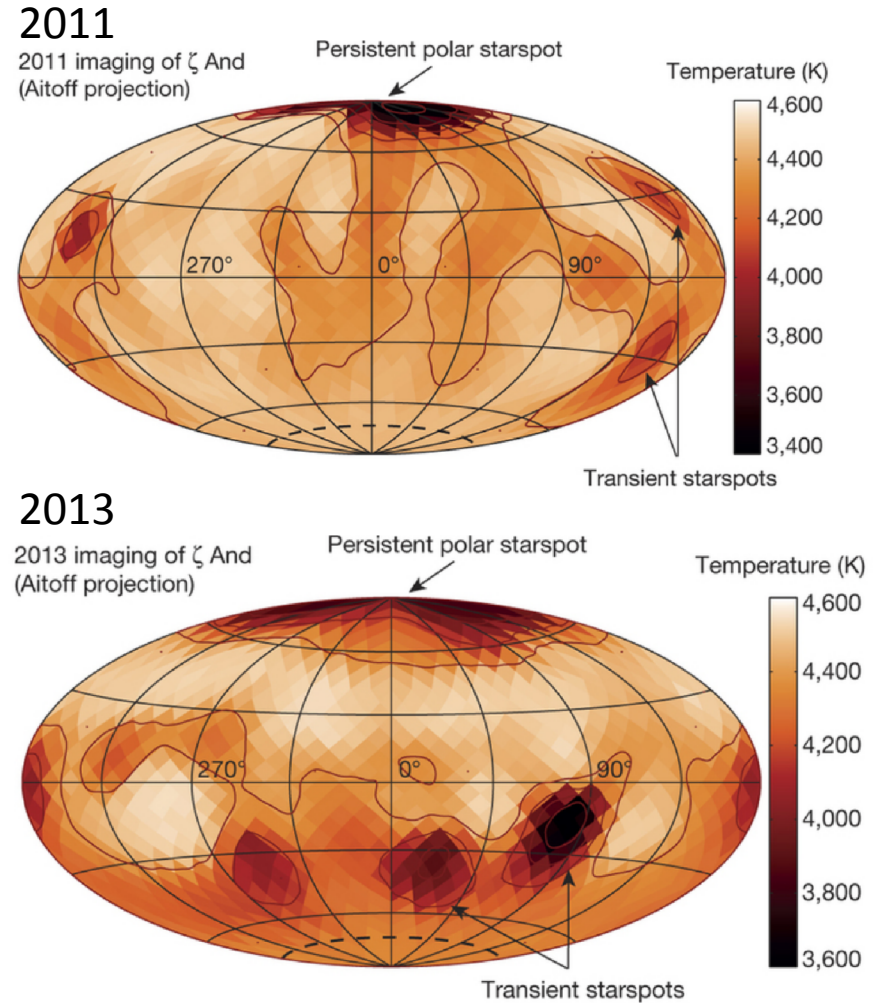 2011
2011 imaging of ζ And
(Aitoff projection)
Persistent polar starspot
Temperature (K)
4,600
4,400
4,200
4,000
3,800
3,600
3,400
270°
0°
90°
Transient starspots
2013
2013 imaging of ζ And
(Aitoff projection)
Persistent polar starspot
Temperature (K)
4,600
4,400
4,200
4,000
3,800
3,600
270°
0°
90°
Transient starspots